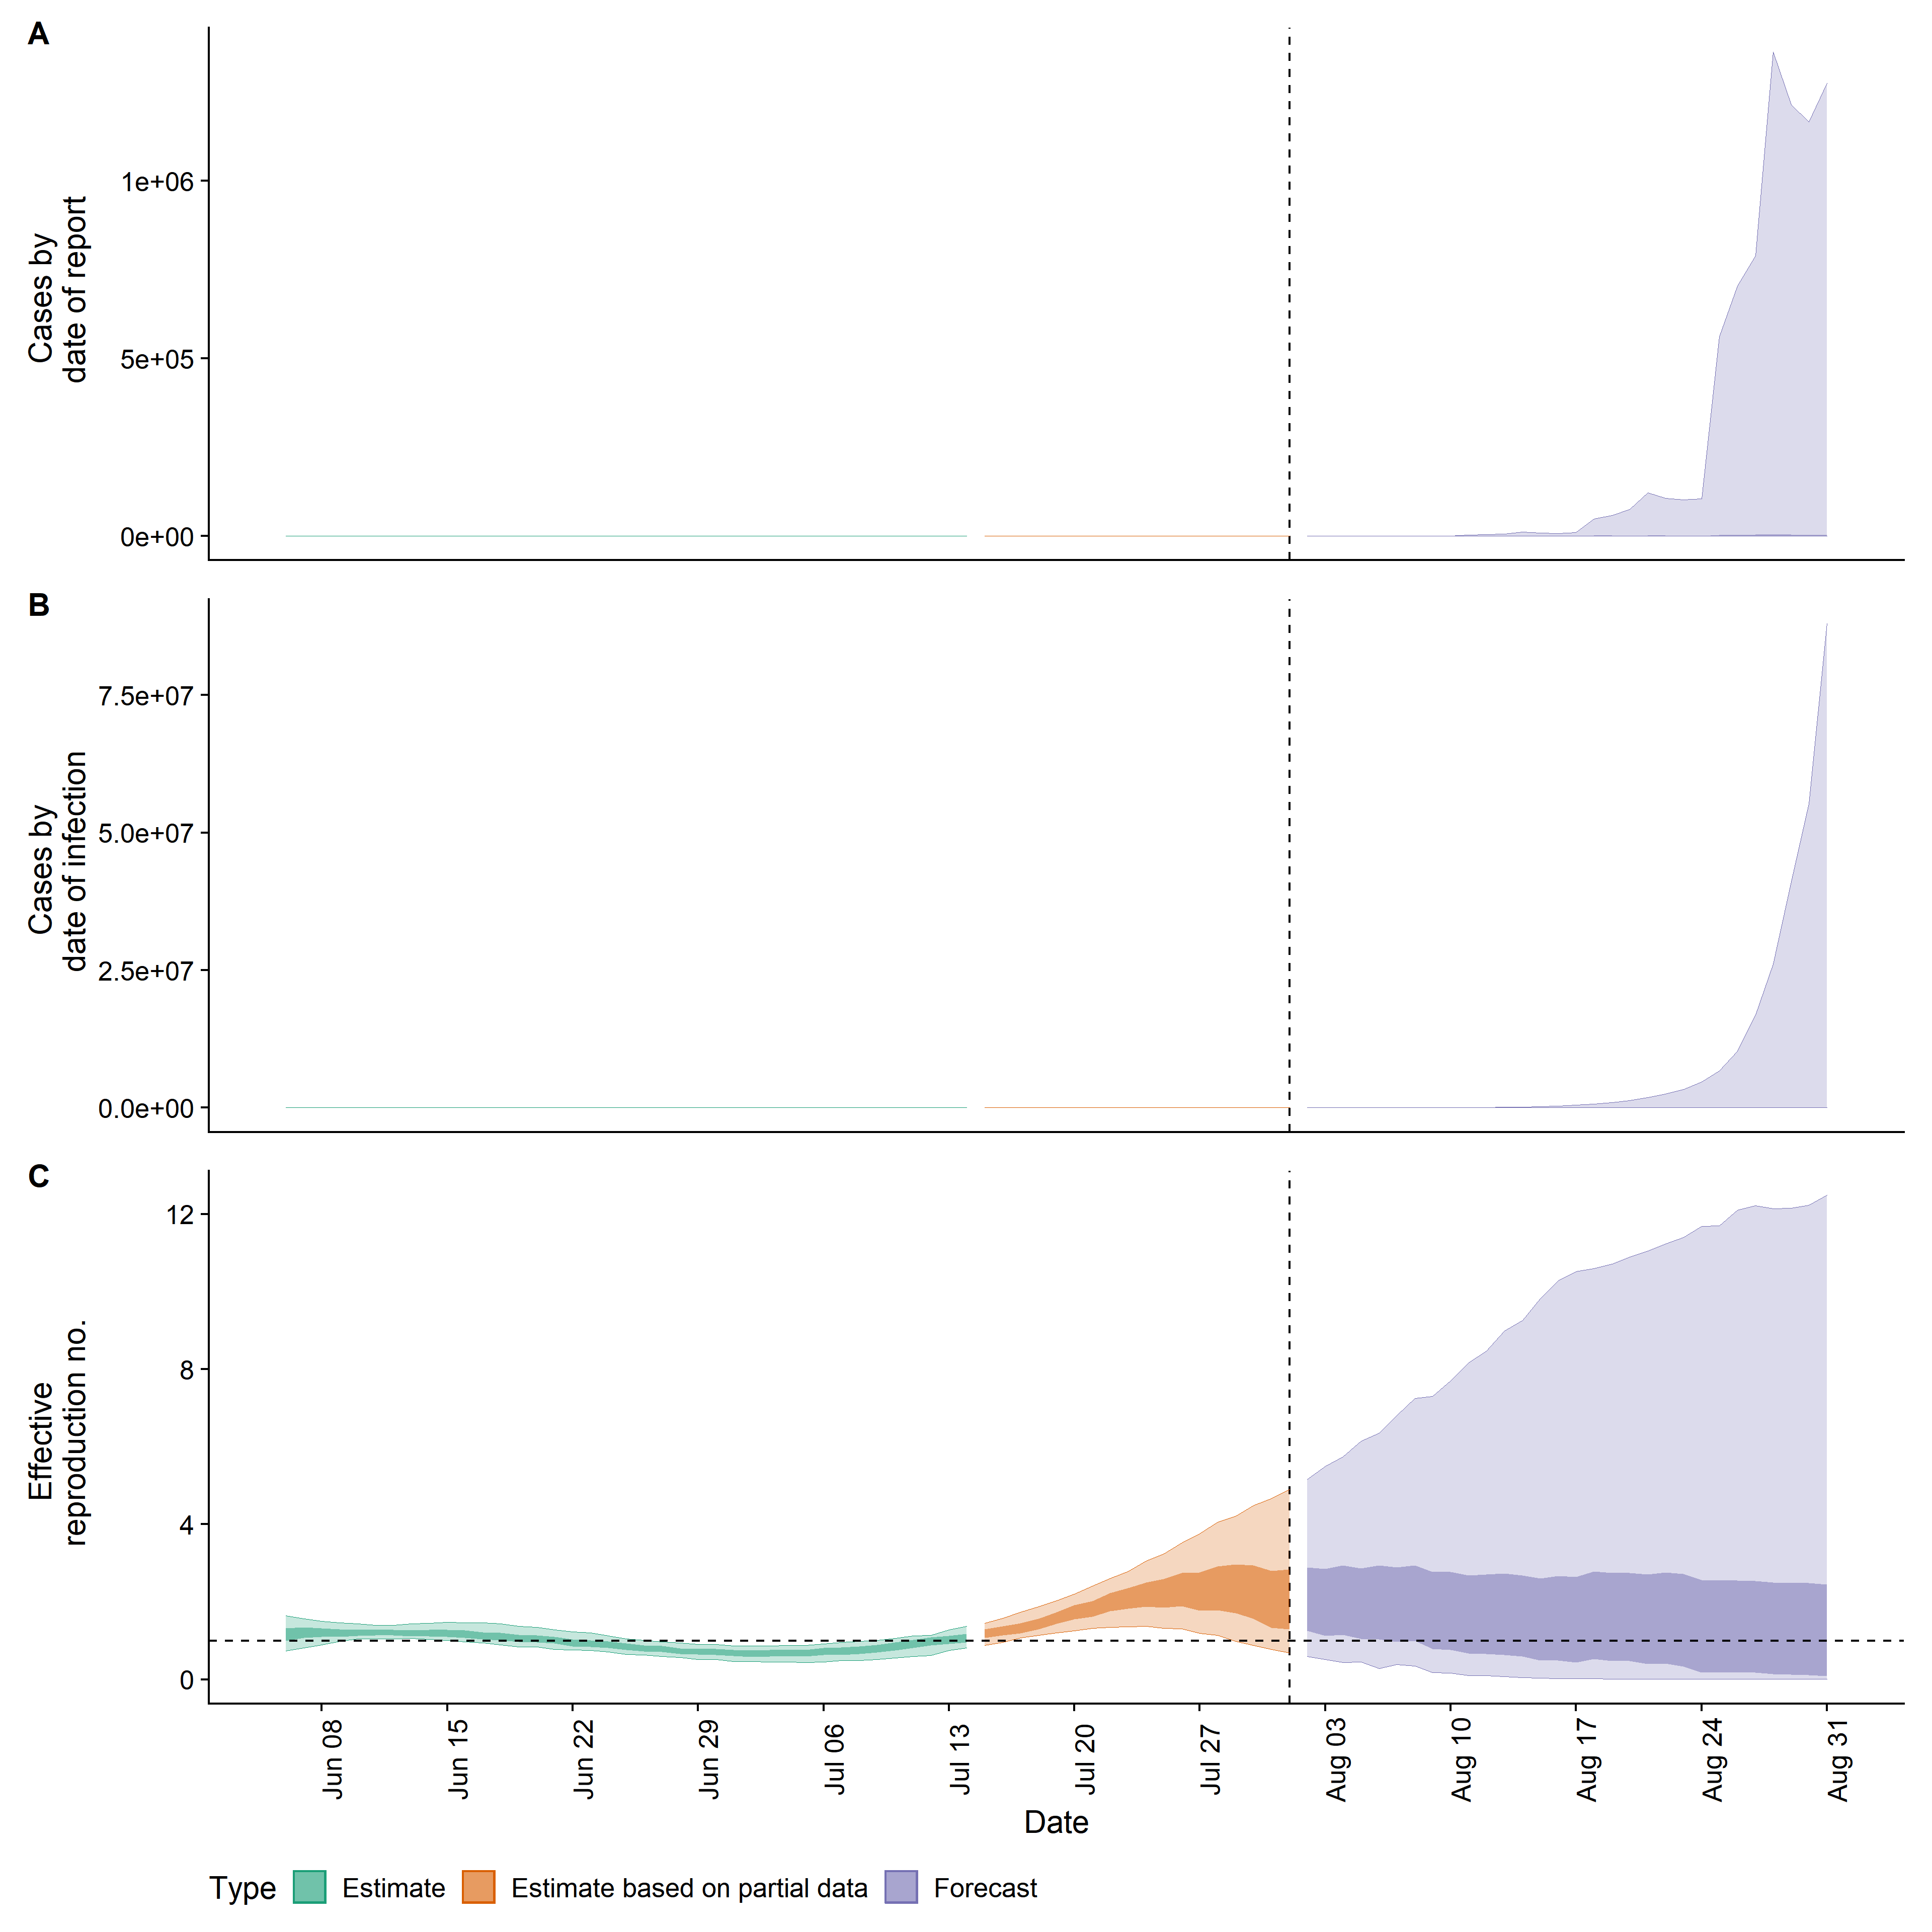 A
Cases by
date of report
1e+06
5e+05
0e+00
B
Cases by
date of infection
7.5e+07
5.0e+07
2.5e+07
0.0e+00
C
Effective
reproduction no.
12
8
4
0
Jun 08
Jun 15
Jun 22
Jun 29
Jul 06
Jul 13
Jul 20
Jul 27
Aug 03
Aug 10
Aug 17
Aug 24
Aug 31
Date
Type Estimate Estimate based on partial data Forecast